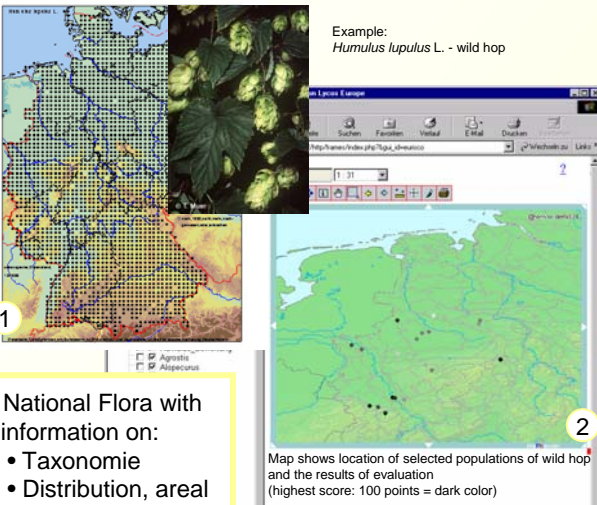 Example:
Humulus lupulus L. - wild hop
Lycos Europe
Suchen Favoriten Verlauf E-Mail Drucken
Wechseln zu Links
1 : 31
?
1
Agrostis
Alopecurus
National Flora with
information on:
• Taxonomie
• Distribution, areal
2
Map shows location of selected populations of wild hop
and the results of evaluation
(highest score: 100 points = dark color)